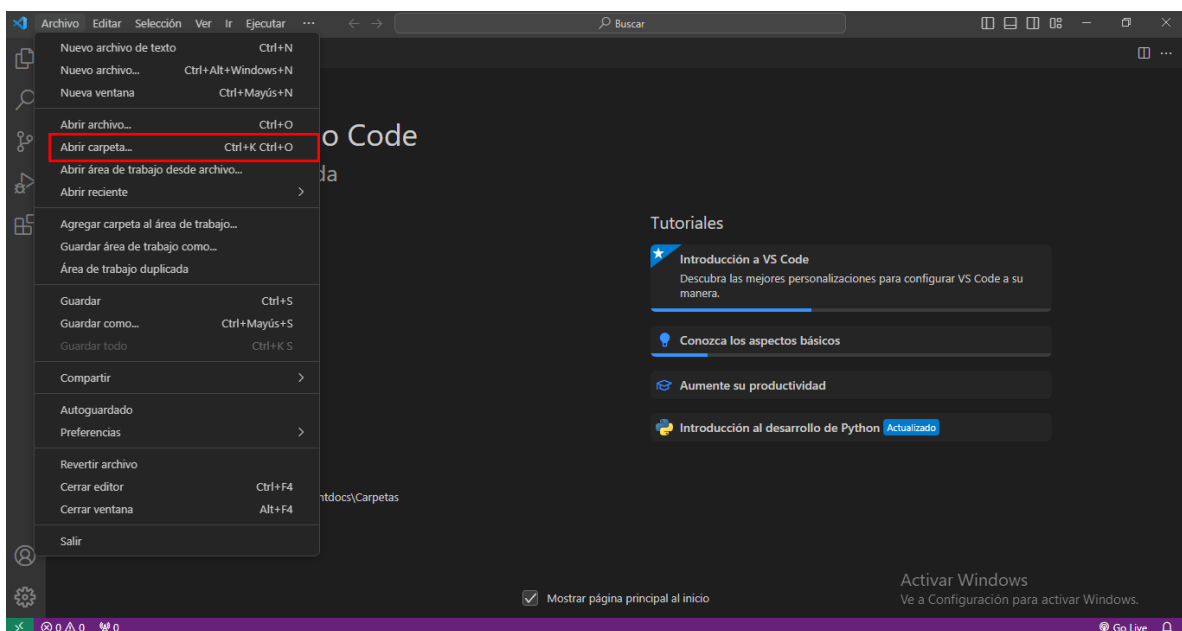 Archivo Editar Selección Ver Ir Ejecutar ··· Buscar
Nuevo archivo de texto Ctrl+N
Nuevo archivo... Ctrl+Alt+Windows+N
Nueva ventana Ctrl+Mayús+N
Abrir archivo... Ctrl+O
Abrir carpeta... Ctrl+K Ctrl+O
Abrir área de trabajo desde archivo...
Abrir reciente
Agregar carpeta al área de trabajo...
Guardar área de trabajo como...
Área de trabajo duplicada
Guardar Ctrl+S
Guardar como... Ctrl+Mayús+S
Guardar todo Ctrl+K S
Compartir
Autoguardado
Preferencias
Revertir archivo
Cerrar editor Ctrl+F4
Cerrar ventana Alt+F4
Salir
o Code
da
ntdocs\Carpetas
Tutoriales
Introducción a VS Code
Descubra las mejores personalizaciones para configurar VS Code a su
manera.
Conozca los aspectos básicos
Aumente su productividad
Introducción al desarrollo de Python Actualizado
Mostrar página principal al inicio
Activar Windows
Ve a Configuración para activar Windows.
0 0 0 Go Live